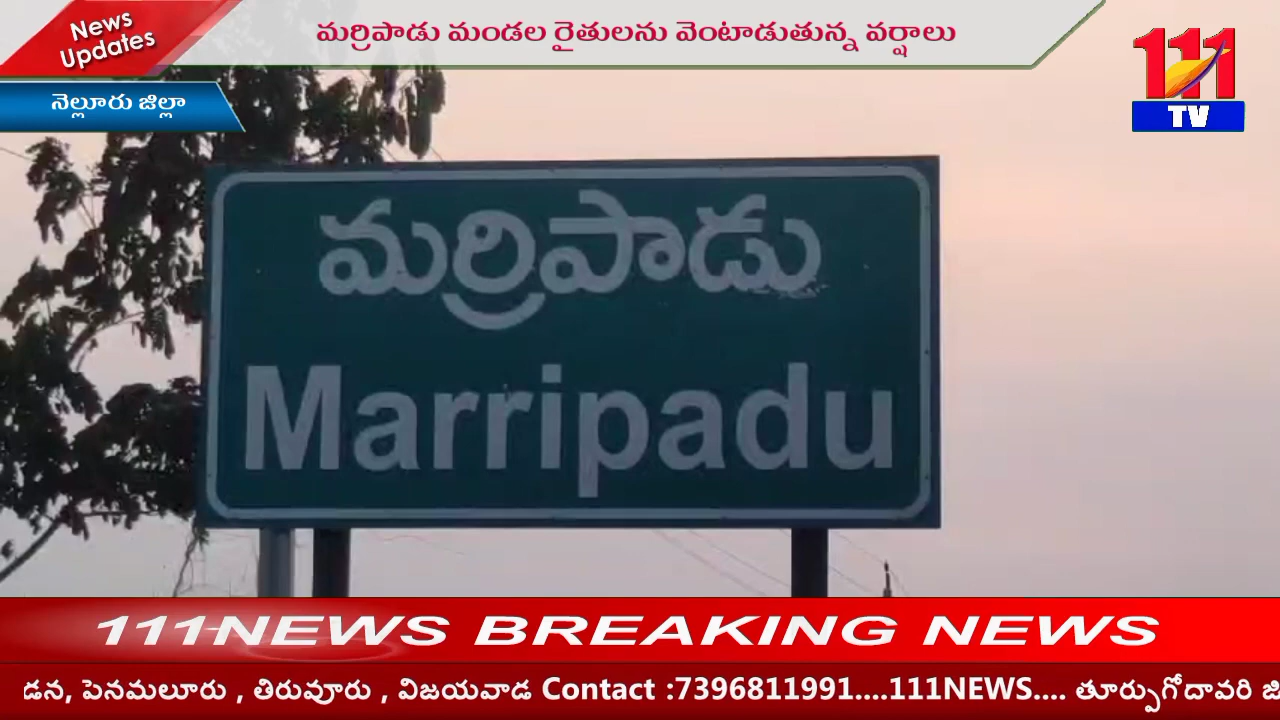 News
Updates
మర్రిపాడు మండల రైతులను వెంటాడుతున్న వర్షాలు
నెల్లూరు జిల్లా
111
TV
మర్రిపాడు
Marripadu
111NEWS BREAKING NEWS
డన, పెనమలూరు , తిరువూరు , విజయవాడ Contact :7396811991....111NEWS.... తూర్పుగోదావరి జి